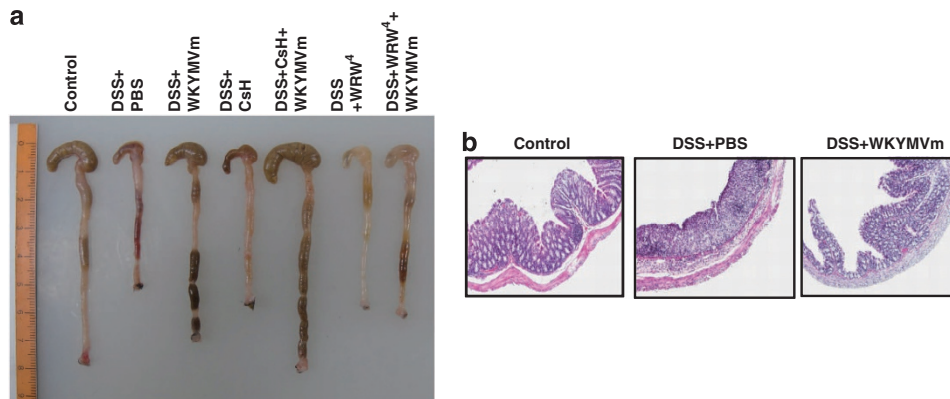 a
Control
DSS+
PBS
DSS+
WKYMVm
DSS+
CsH
DSS+CsH+
WKYMVm
DSS
+WRW⁴
DSS+WRW⁴+
WKYMVm
b
Control
DSS+PBS
DSS+WKYMVm